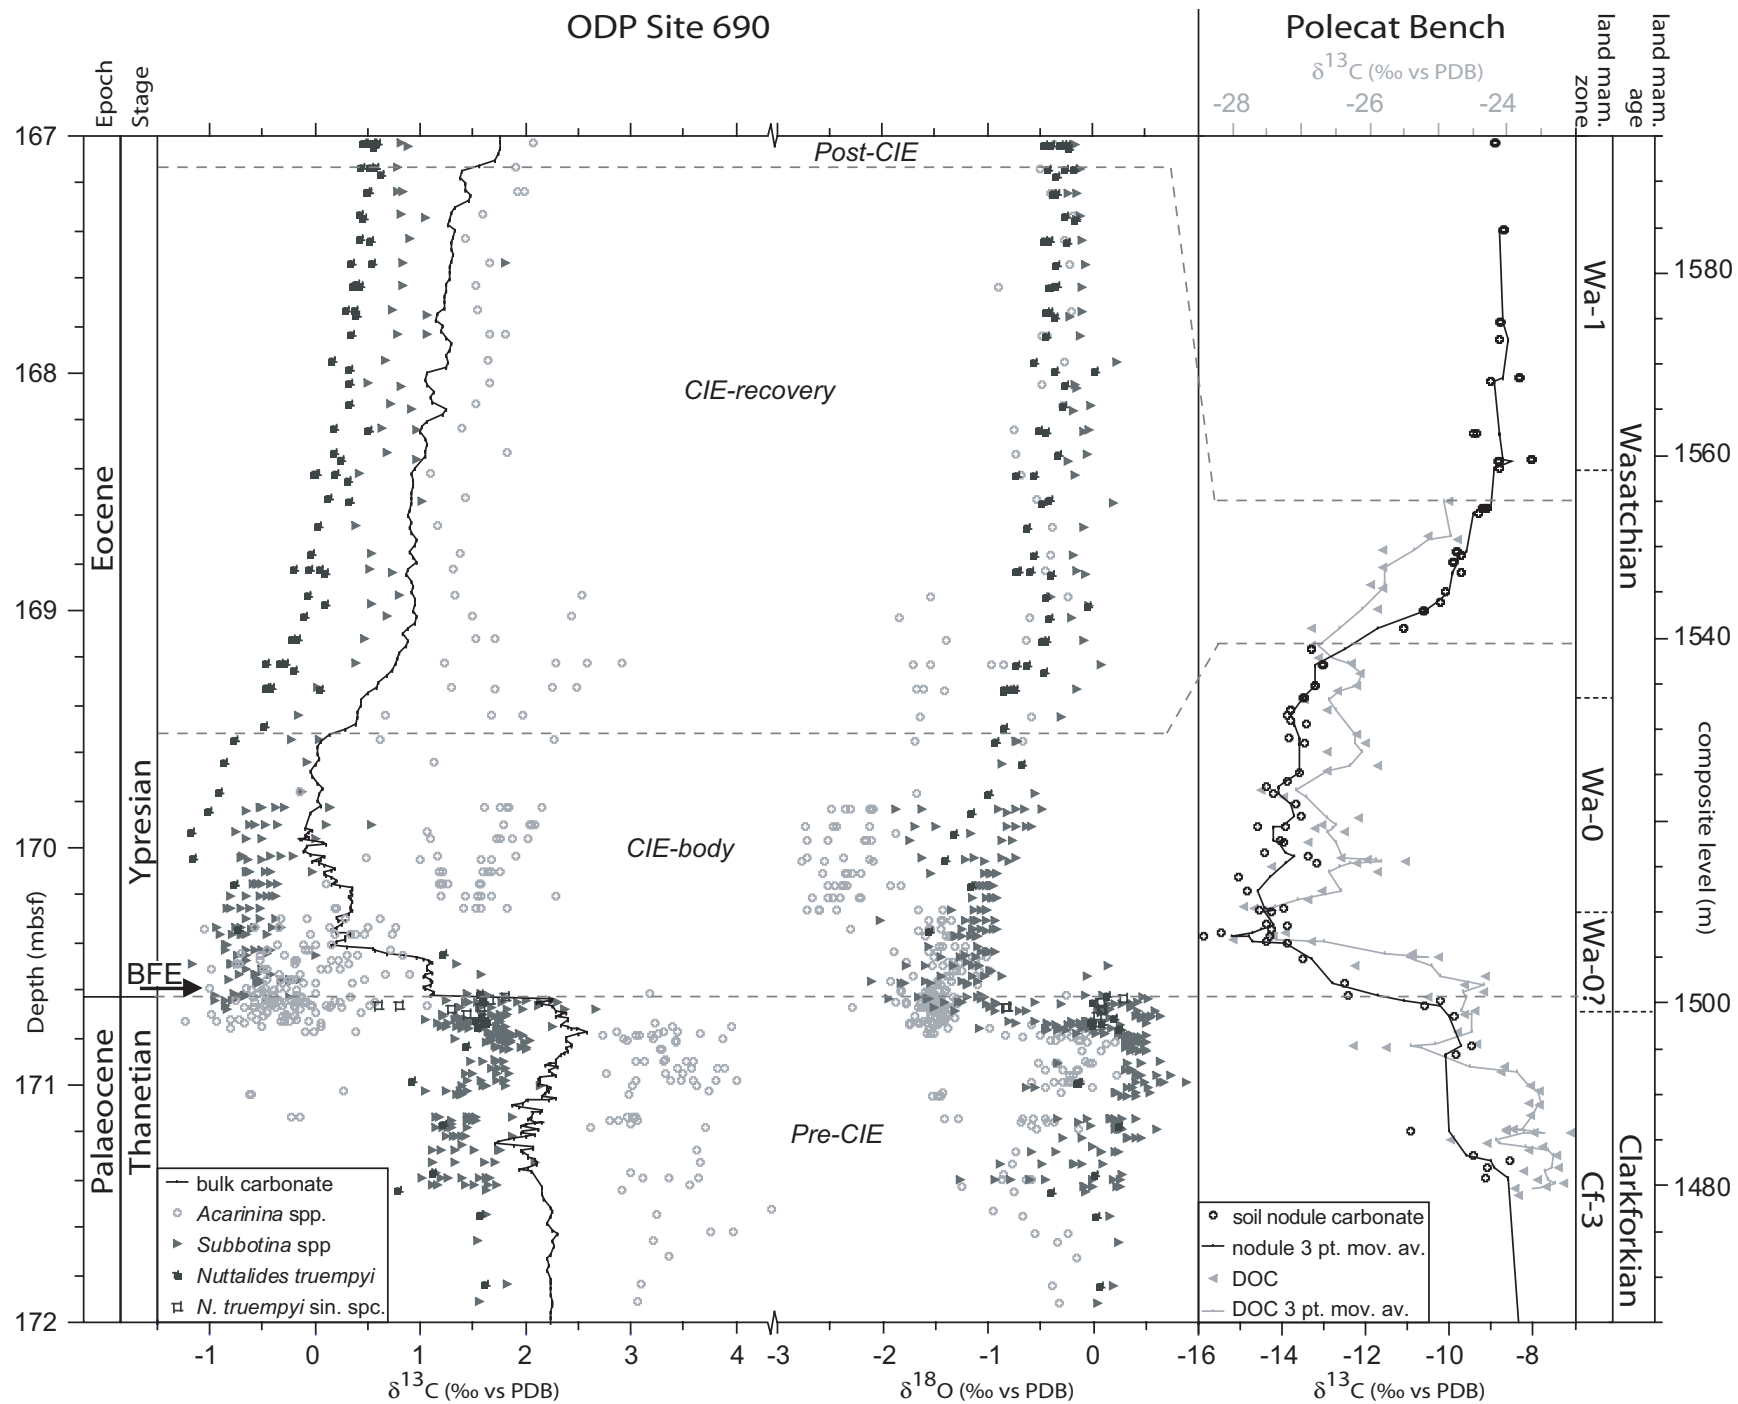 ODP Site 690
Polecat Bench
δ13C (‰ vs PDB)
-28
-26
-24
Epoch
Stage
land mam.
zone
land mam.
age
167
168
169
170
171
172
Depth (mbsf)
Eocene
Palaeocene
Ypresian
Thanetian
BFE
Post-CIE
CIE-recovery
CIE-body
Pre-CIE
bulk carbonate
Acarinina spp.
Subbotina spp
Nuttalides truempyi
N. truempyi sin. spc.
soil nodule carbonate
nodule 3 pt. mov. av.
DOC
DOC 3 pt. mov. av.
Wa-1
Wa-0
Wa-0?
Cf-3
Wasatchian
Clarkforkian
1580
1560
1540
1500
1480
composite level (m)
-1
0
1
2
3
4
-3
-2
-1
0
-16
-14
-12
-10
-8
δ13C (‰ vs PDB)
δ18O (‰ vs PDB)
δ13C (‰ vs PDB)